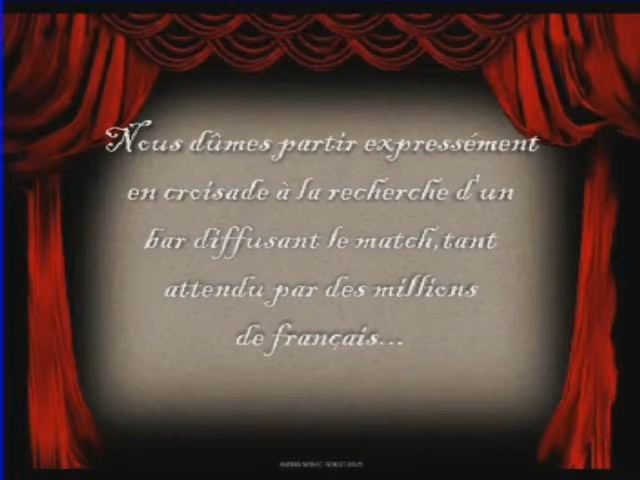 Nous dûmes partir expressément
en croisade à la recherche d'un
bar diffusant le match,tant
attendu par des millions
de français...